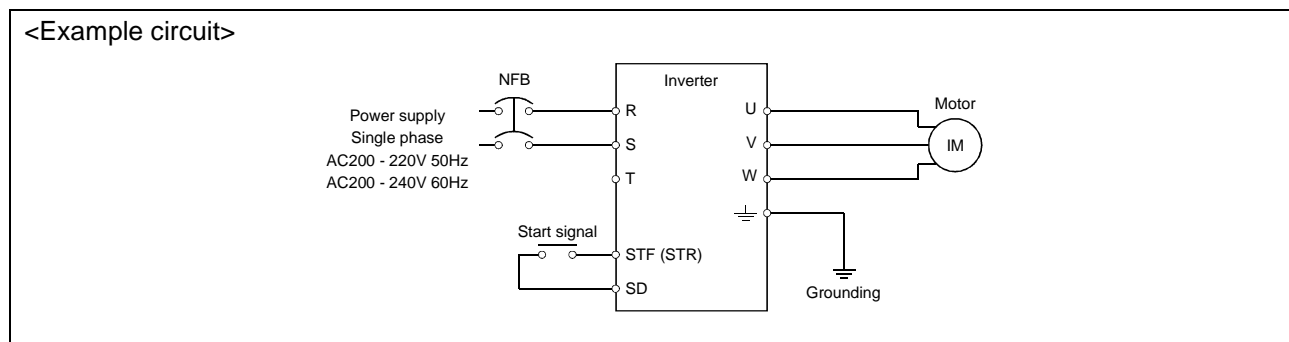 <Example circuit>
NFB
Inverter
Power supply
Single phase
AC200 - 220V 50Hz
AC200 - 240V 60Hz
R
S
T
U
V
W
Motor
IM
Start signal
STF (STR)
SD
Grounding